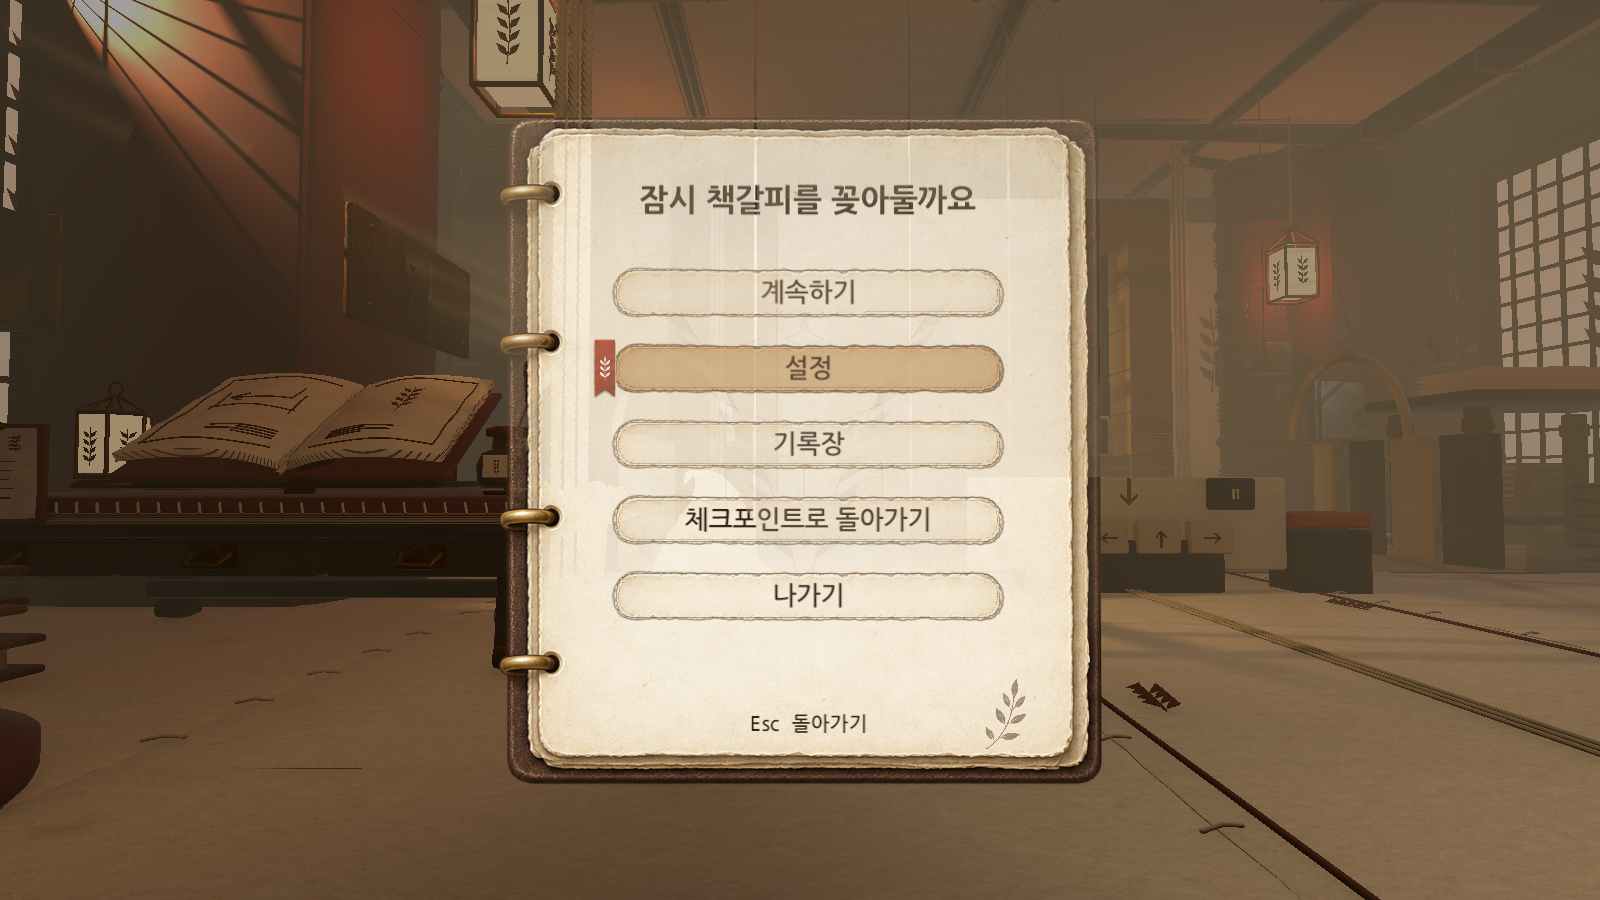 잠시 책갈피를 꽂아둘까요
계속하기
설정
기록장
체크포인트로 돌아가기
나가기
Esc 돌아가기